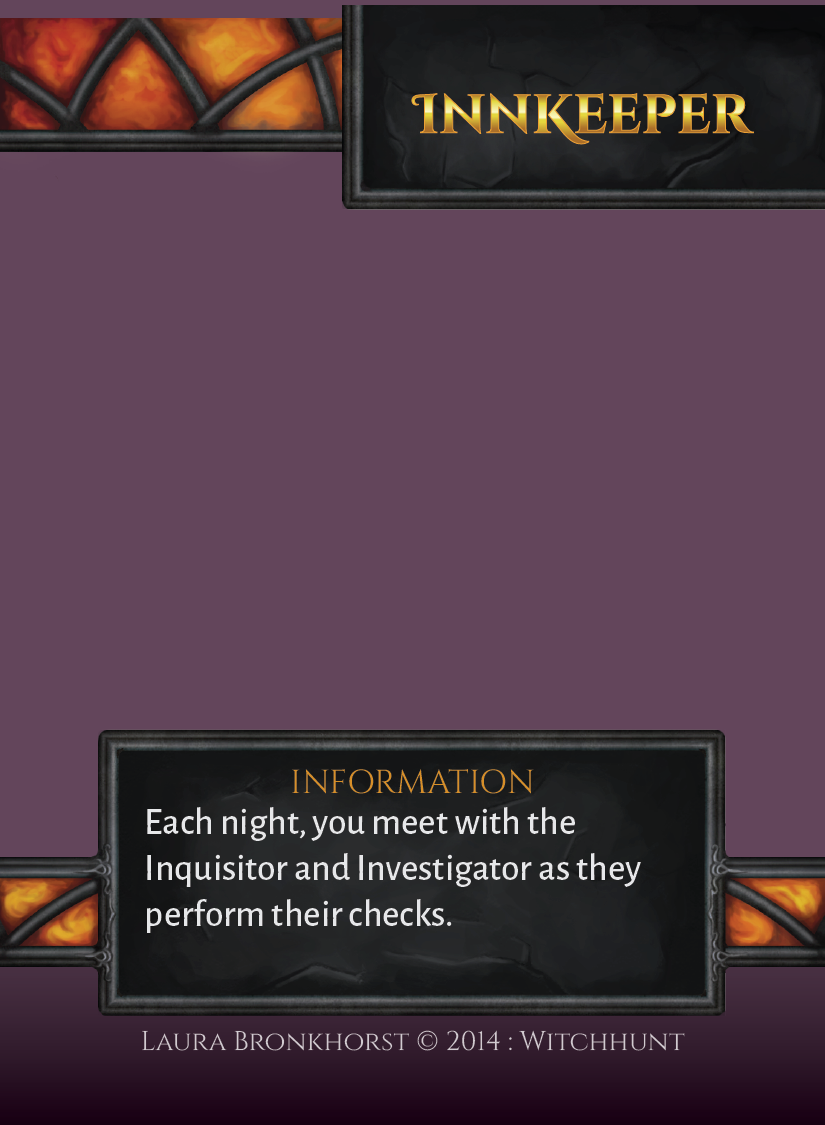 Innkeeper
INFORMATION
Each night, you meet with the
Inquisitor and Investigator as they
perform their checks.
Laura Bronkhorst © 2014 : Witchhunt